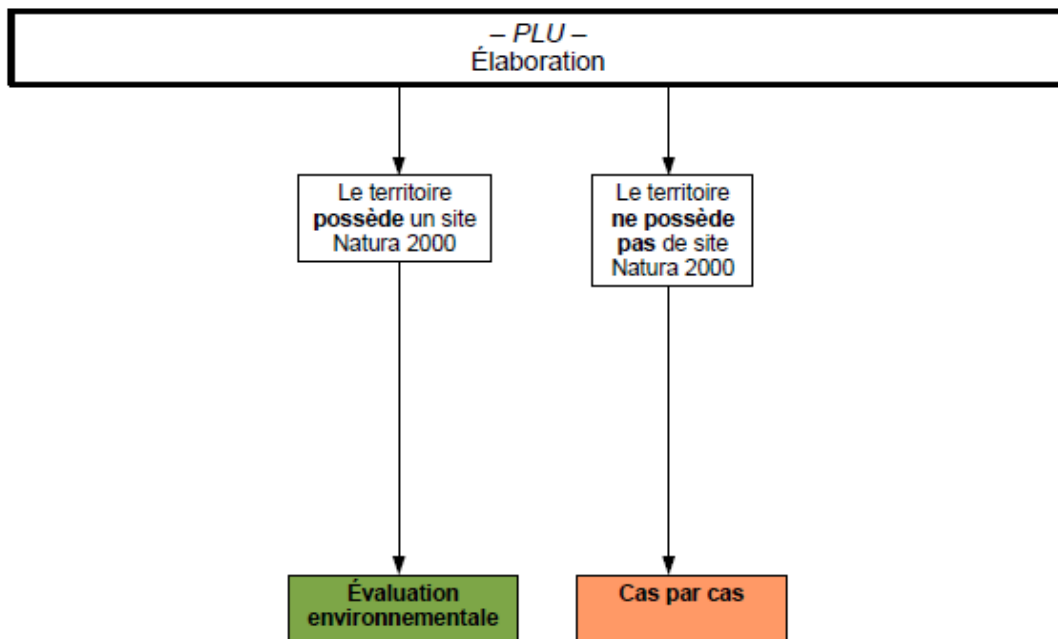 – PLU –
Élaboration
Le territoire
possède un site
Natura 2000
Le territoire
ne possède
pas de site
Natura 2000
Évaluation
environnementale
Cas par cas